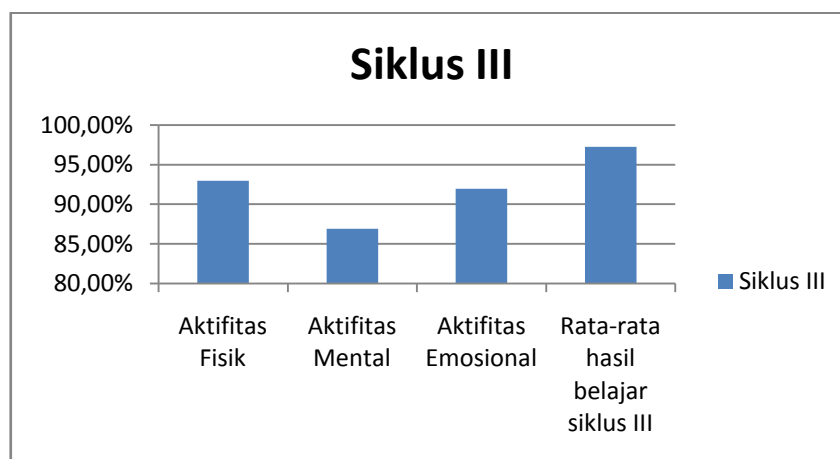 Siklus III
100,00%
95,00%
90,00%
85,00%
80,00%
Aktifitas
Fisik
Aktifitas
Mental
Aktifitas
Emosional
Rata-rata
hasil
belajar
siklus III
Siklus III